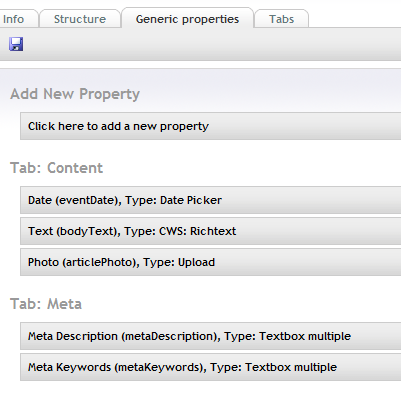 Info Structure Generic properties Tabs
Add New Property
Click here to add a new property
Tab: Content
Date (eventDate), Type: Date Picker
Text (bodyText), Type: CWS: Richtext
Photo (articlePhoto), Type: Upload
Tab: Meta
Meta Description (metaDescription), Type: Textbox multiple
Meta Keywords (metaKeywords), Type: Textbox multiple